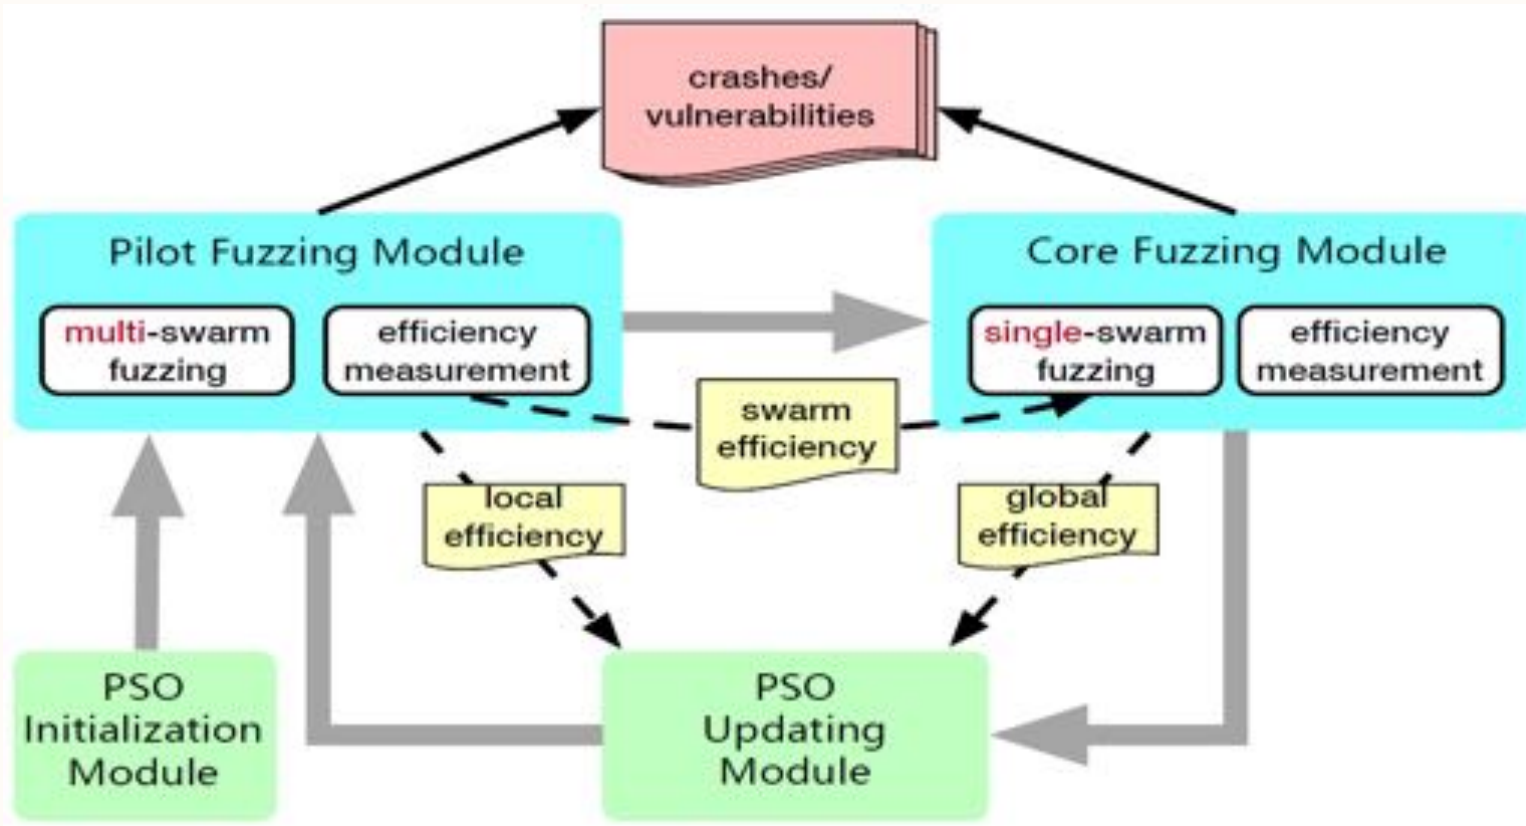 crashes/
vulnerabilities
Pilot Fuzzing Module
multi-swarm
fuzzing
efficiency
measurement
Core Fuzzing Module
single-swarm
fuzzing
efficiency
measurement
swarm
efficiency
local
efficiency
global
efficiency
PSO
Initialization
Module
PSO
Updating
Module